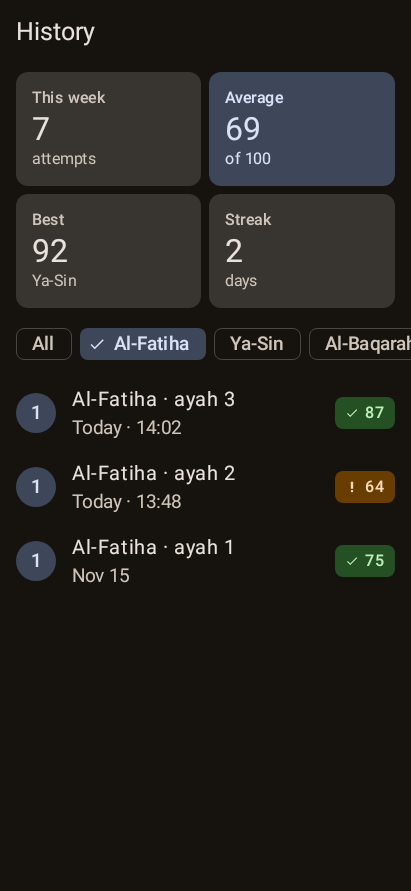 History
This week
7
attempts
Average
69
of 100
Best
92
Ya-Sin
Streak
2
days
All
Al-Fatiha
Ya-Sin
Al-Baqarah
1
Al-Fatiha · ayah 3
Today · 14:02
87
1
Al-Fatiha · ayah 2
Today · 13:48
! 64
1
Al-Fatiha · ayah 1
Nov 15
75